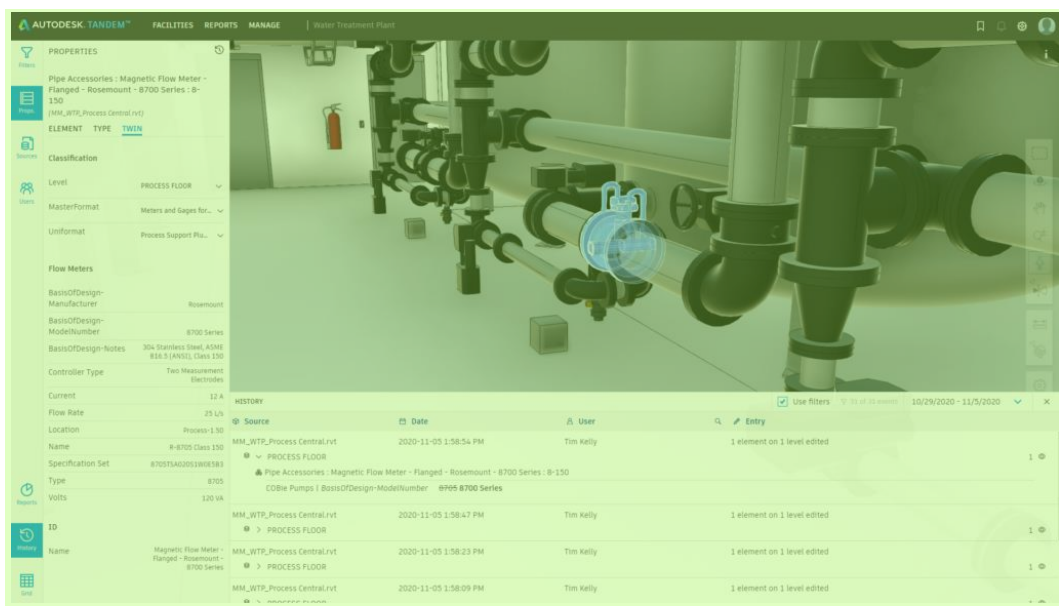 AUTODESK TANDEM™ FACILITIES REPORTS MANAGE Water Treatment Plant
Filters
PROPERTIES
Pipe Accessories : Magnetic Flow Meter -
Flanged - Rosemount - 8700 Series : 8-
150
(MM_WTP_Process Central.rvt)
Props
ELEMENT TYPE TWIN
Sources
Classification
Level PROCESS FLOOR
Users
MasterFormat Meters and Gages for...
Uniformat Process Support Plu...
Flow Meters
BasisOfDesign-
Manufacturer Rosemount
BasisOfDesign-
ModelNumber 8700 Series
BasisOfDesign-Notes 304 Stainless Steel, ASME
B16.5 (ANSI), Class 150
Controller Type Two Measurement
Electrodes
Current 12 A
Flow Rate 25 L/s
Location Process-1 50
Name R-8705 Class 150
Specification Set
Type 8705
Volts 120 VA
Reports
ID
History
Name Magnetic Flow Meter -
Flanged - Rosemount -
8700 Series
Grid
HISTORY Use filters 10/29/2020 - 11/5/2020
Source Date User Entry
MM_WTP_Process Central.rvt 2020-11-05 1:58:54 PM Tim Kelly 1 element on 1 level edited
PROCESS FLOOR 1
Pipe Accessories : Magnetic Flow Meter - Flanged - Rosemount - 8700 Series : 8-150
COBie Pumps | BasisOfDesign-ModelNumber 8705 8700 Series
MM_WTP_Process Central.rvt 2020-11-05 1:58:47 PM Tim Kelly 1 element on 1 level edited
PROCESS FLOOR 1
MM_WTP_Process Central.rvt 2020-11-05 1:58:23 PM Tim Kelly 1 element on 1 level edited
PROCESS FLOOR 1
MM_WTP_Process Central.rvt 2020-11-05 1:58:09 PM Tim Kelly 1 element on 1 level edited
PROCESS FLOOR